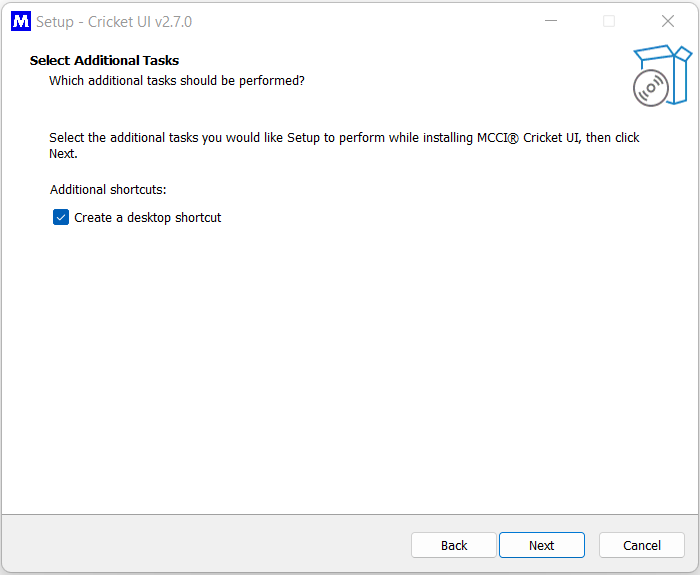 M Setup - Cricket UI v2.7.0
Select Additional Tasks
Which additional tasks should be performed?
Select the additional tasks you would like Setup to perform while installing MCCI® Cricket UI, then click
Next.
Additional shortcuts:
Create a desktop shortcut
Back Next Cancel